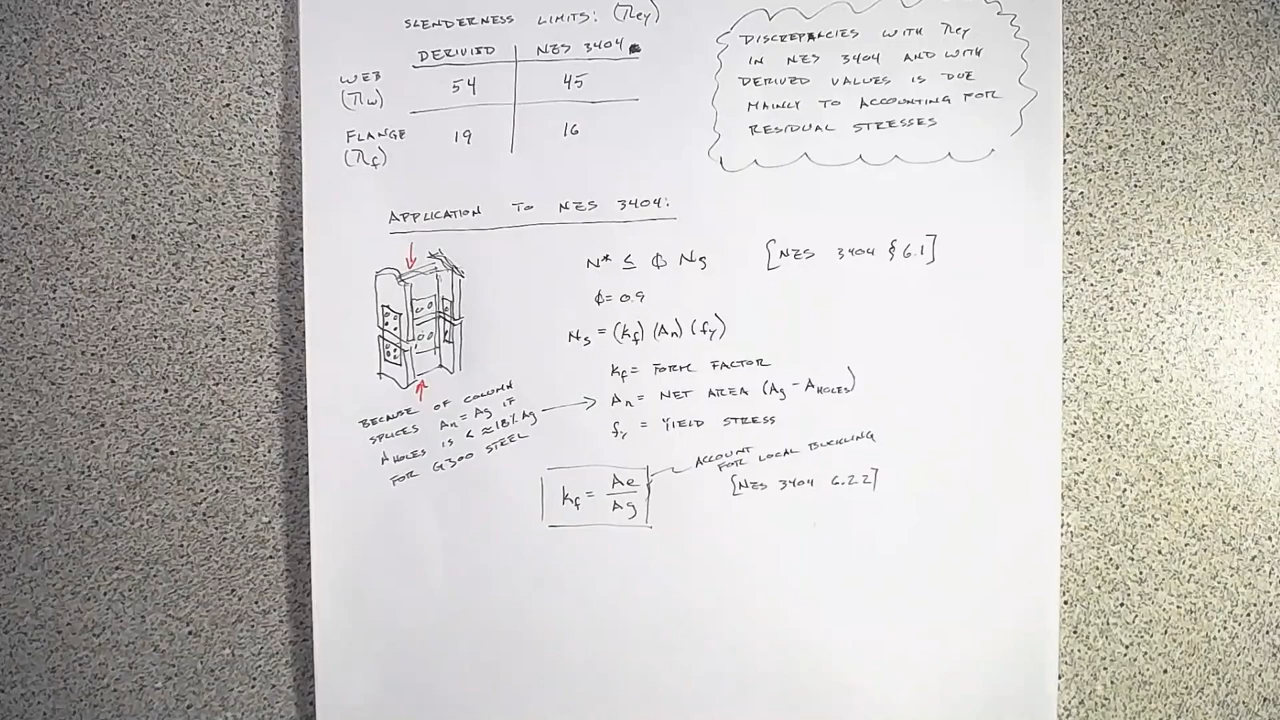 SLENDERNESS LIMITS: (λey)
DERIVED NZS 3404
WEB (λw) 54 45
FLANGE (λf) 19 16
DISCREPANCIES WITH λey
IN NZS 3404 AND WITH
DERIVED VALUES IS DUE
MAINLY TO ACCOUNTING FOR
RESIDUAL STRESSES
APPLICATION TO NZS 3404:
N* ≤ ϕ Ns [NZS 3404 § 6.1]
ϕ = 0.9
Ns = (kf) (An) (fy)
kf = FORM FACTOR
An = NET AREA (Ag - AHOLES)
fy = YIELD STRESS
BECAUSE OF COLUMN
SPLICES An = Ag IF
AHOLES IS < ≈18% Ag
FOR G300 STEEL
kf = Ae/Ag
ACCOUNT
FOR LOCAL BUCKLING
[NZS 3404 6.2.2]